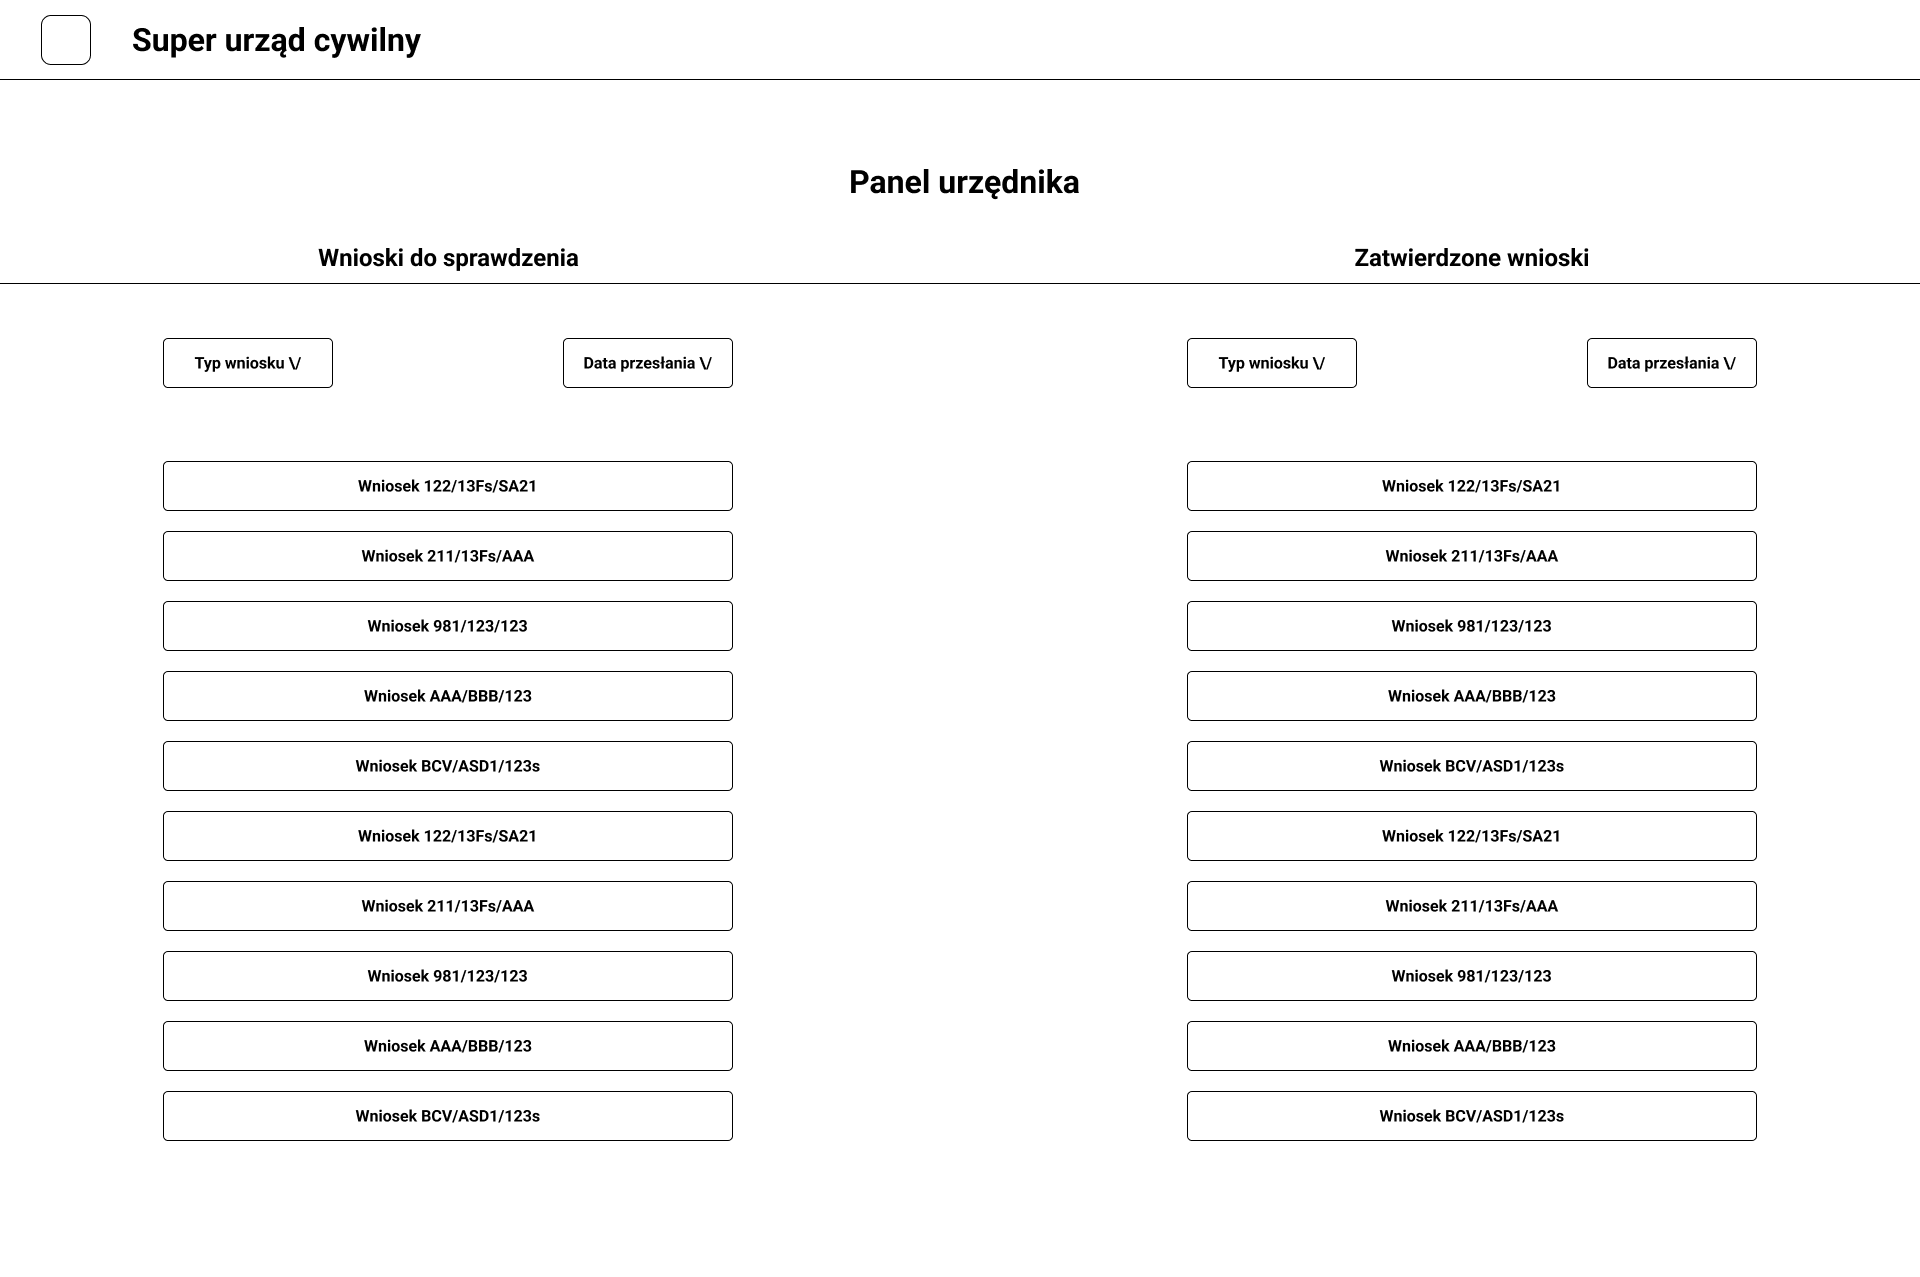 Super urząd cywilny
Panel urzędnika
Wnioski do sprawdzenia
Zatwierdzone wnioski
Typ wniosku \/
Data przesłania \/
Typ wniosku \/
Data przesłania \/
Wniosek 122/13Fs/SA21
Wniosek 211/13Fs/AAA
Wniosek 981/123/123
Wniosek AAA/BBB/123
Wniosek BCV/ASD1/123s
Wniosek 122/13Fs/SA21
Wniosek 211/13Fs/AAA
Wniosek 981/123/123
Wniosek AAA/BBB/123
Wniosek BCV/ASD1/123s
Wniosek 122/13Fs/SA21
Wniosek 211/13Fs/AAA
Wniosek 981/123/123
Wniosek AAA/BBB/123
Wniosek BCV/ASD1/123s
Wniosek 122/13Fs/SA21
Wniosek 211/13Fs/AAA
Wniosek 981/123/123
Wniosek AAA/BBB/123
Wniosek BCV/ASD1/123s